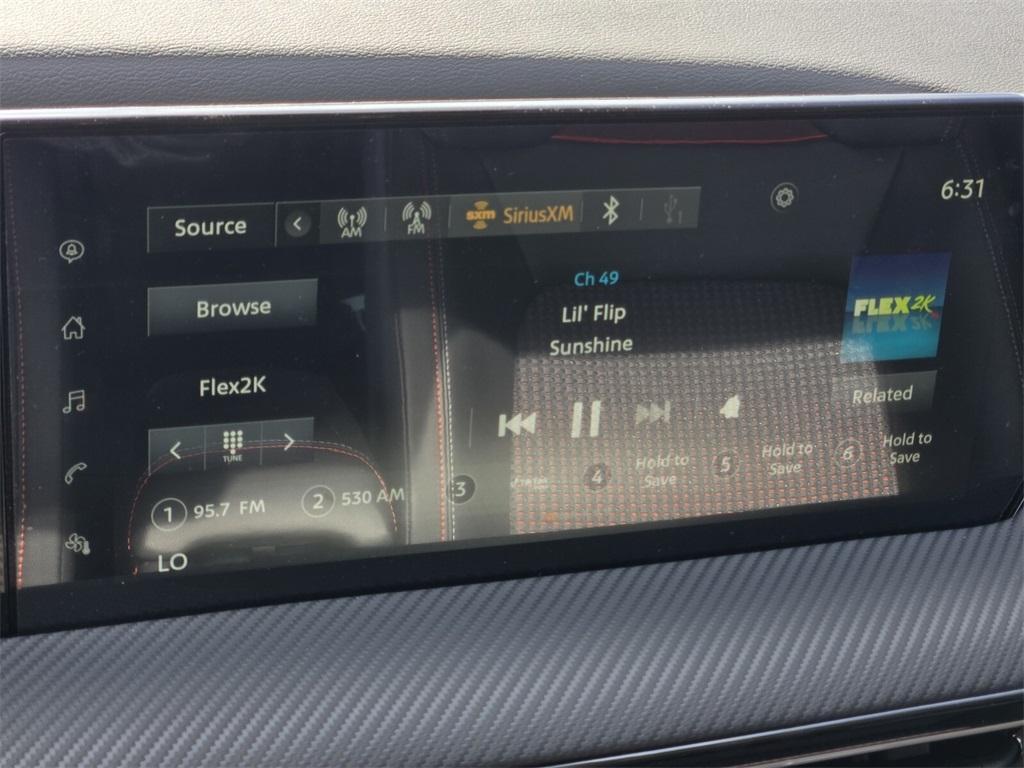 6:31
Source
AM
FM
sxm SiriusXM
Ch 49
Lil' Flip
Sunshine
FLEX2K
Browse
Flex2K
Related
TUNE
1 95.7 FM
2 530 AM
3
4 Hold to
Save
5 Hold to
Save
6 Hold to
Save
LO